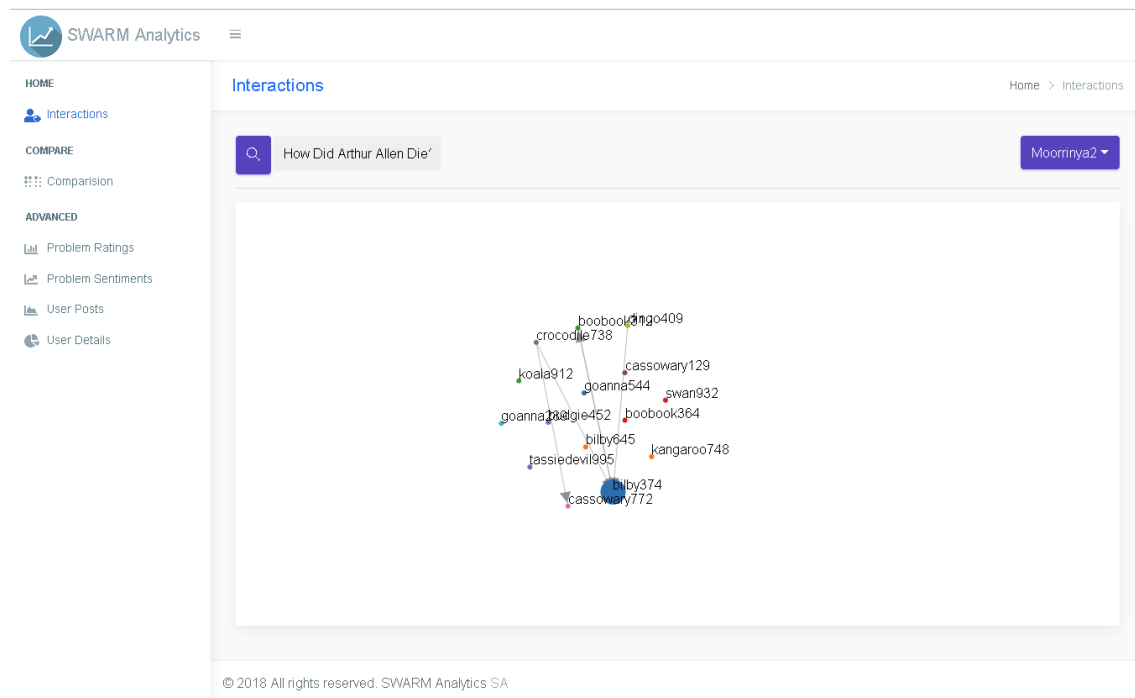 SWARM Analytics
HOME
Interactions
COMPARE
Comparision
ADVANCED
Problem Ratings
Problem Sentiments
User Posts
User Details
Interactions
Home > Interactions
How Did Arthur Allen Die
Moorrinya2
dingo409
crocodile738
cassowary129
koala912
goanna544
swan932
budgie452
boobook364
bilby645
kangaroo748
tassiedevil995
bilby374
cassowary772
© 2018 All rights reserved. SWARM Analytics SA